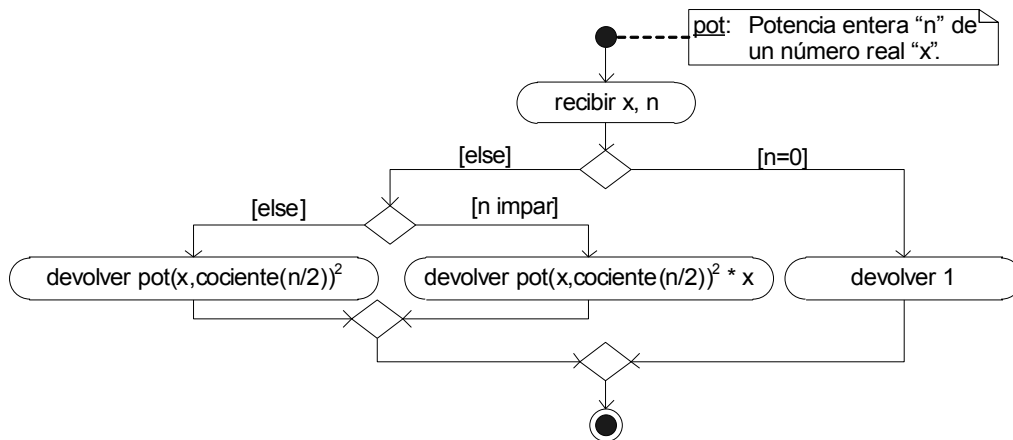 pot: Potencia entera “n” de
un número real “x”.
recibir x, n
[else]
[n=0]
[else]
[n impar]
devolver pot(x,cociente(n/2))²
devolver pot(x,cociente(n/2))² * x
devolver 1